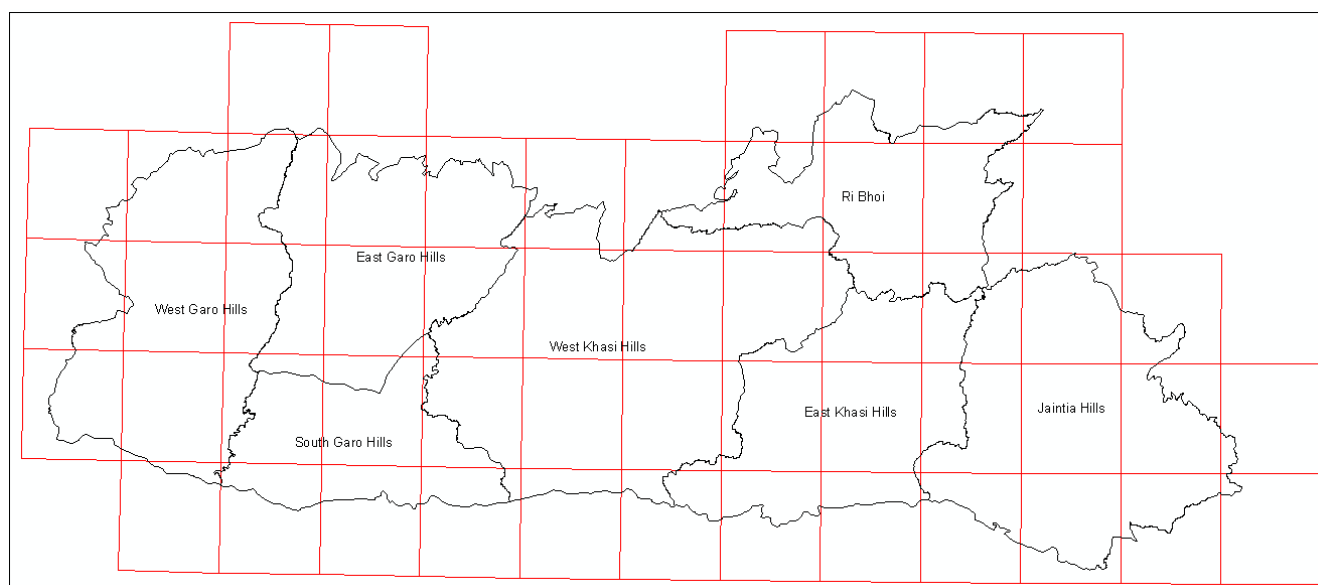 Ri Bhoi
East Garo Hills
West Garo Hills
West Khasi Hills
Jaintia Hills
East Khasi Hills
South Garo Hills